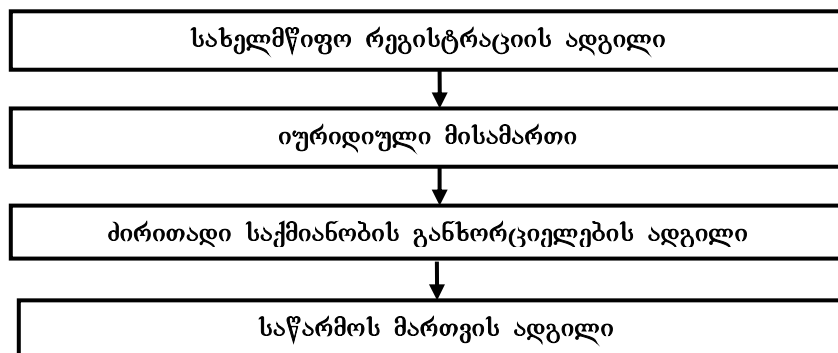 სახელმწიფო რეგისტრაციის ადგილი
იურიდიული მისამართი
ძირითადი საქმიანობის განხორციელების ადგილი
საწარმოს მართვის ადგილი